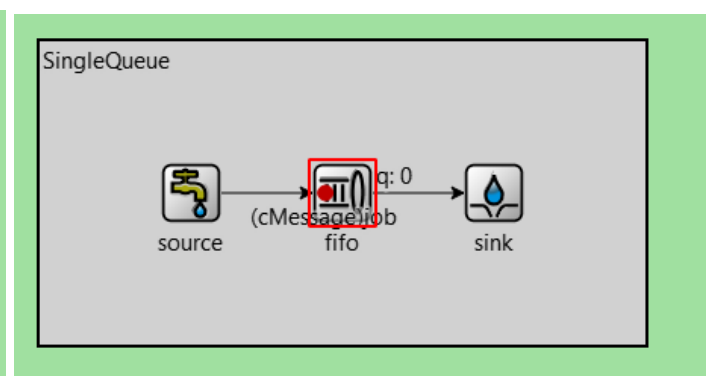 SingleQueue
q: 0
(cMessage)job
source
fifo
sink